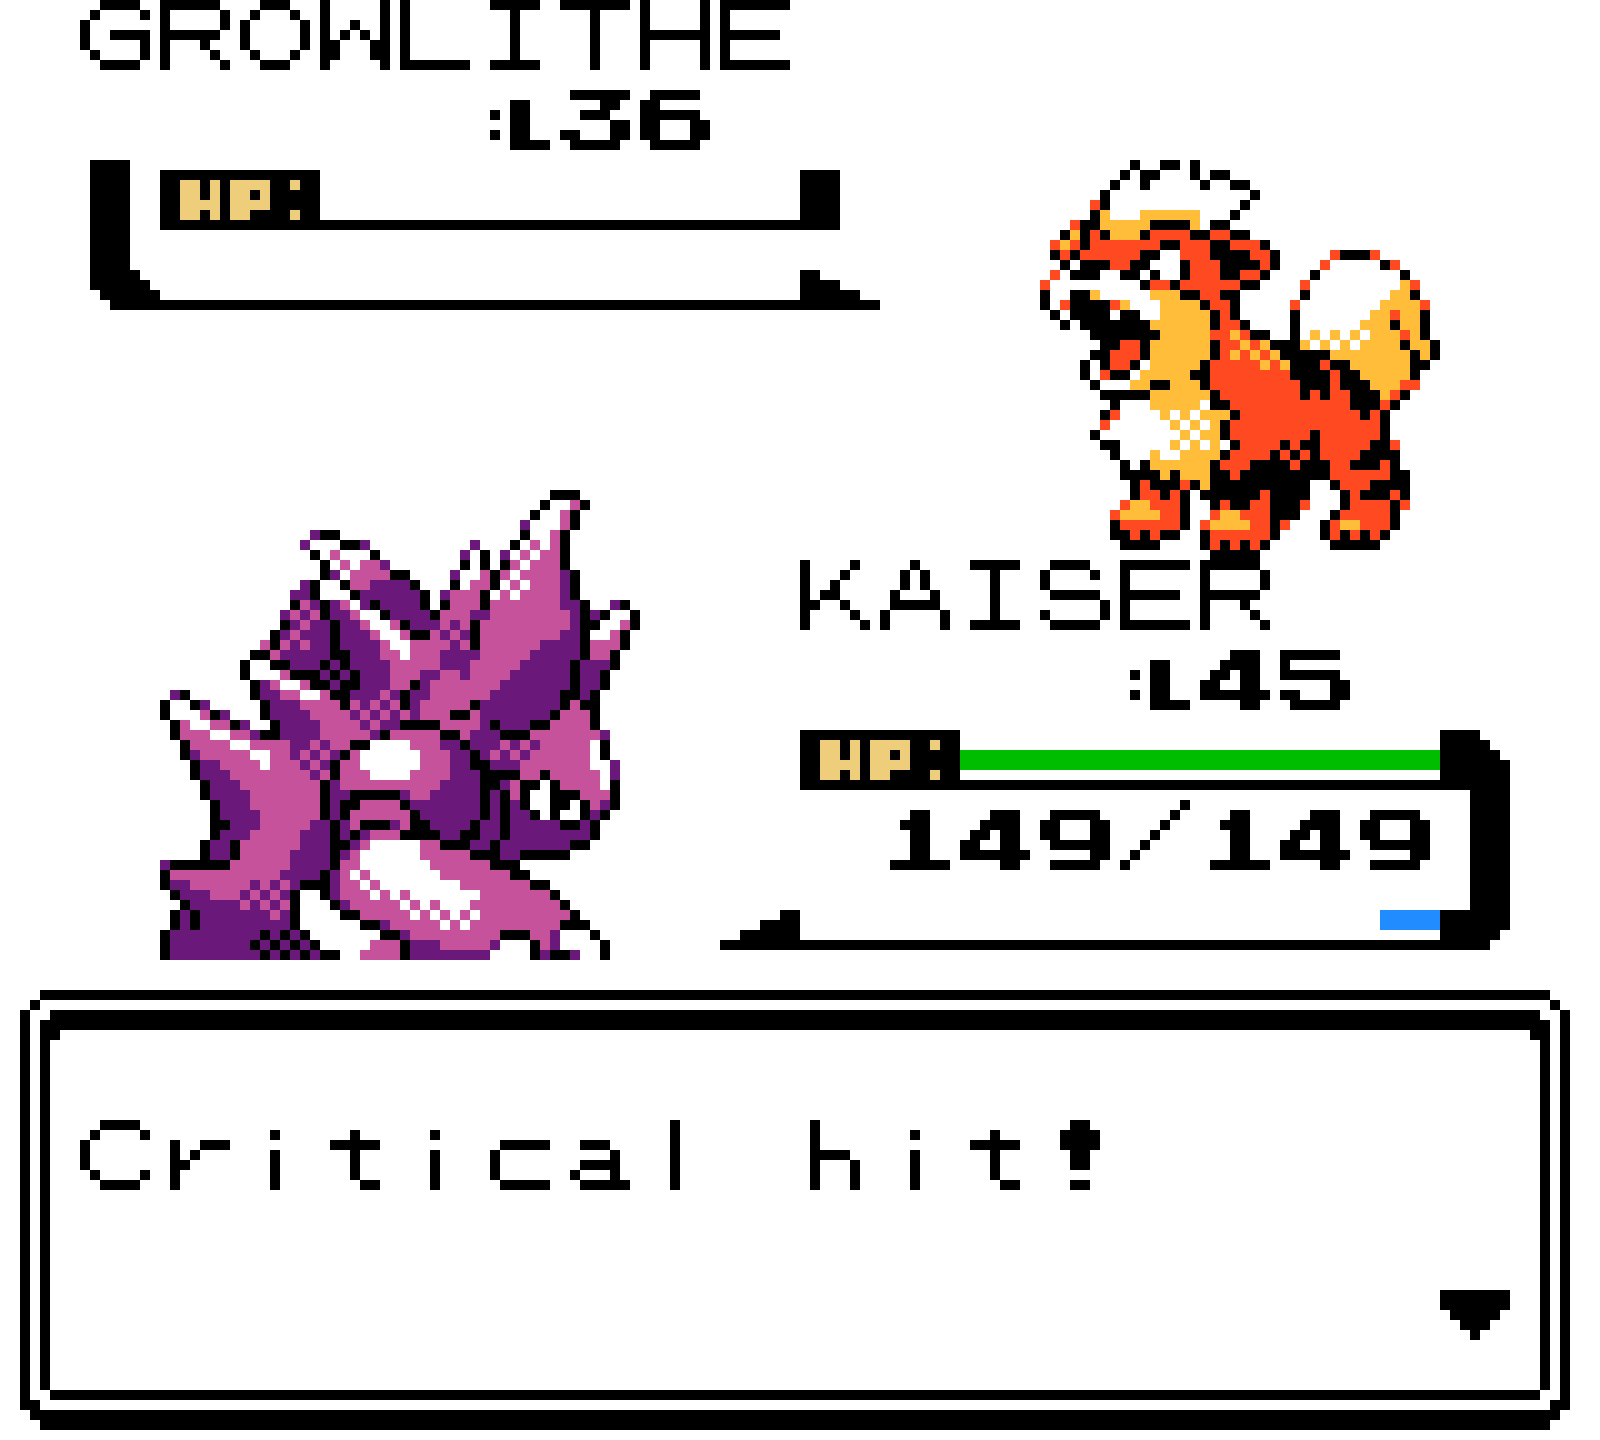 GROWLITHE
:L36
HP:
KAISER
:L45
HP:
149/149
Critical hit!